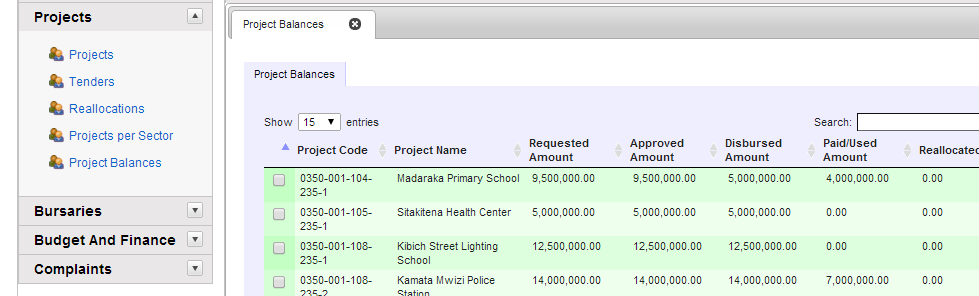 Projects
Projects
Tenders
Reallocations
Projects per Sector
Project Balances
Bursaries
Budget And Finance
Complaints
Project Balances
Project Balances
Show 15 entries
Search:
Project Code Project Name Requested Amount Approved Amount Disbursed Amount Paid/Used Amount Reallocated
0350-001-104-235-1 Madaraka Primary School 9,500,000.00 9,500,000.00 5,000,000.00 4,000,000.00 0.00
0350-001-105-235-1 Sitakitena Health Center 5,000,000.00 5,000,000.00 5,000,000.00 0.00 0.00
0350-001-108-235-1 Kibich Street Lighting School 12,500,000.00 12,500,000.00 12,500,000.00 0.00 0.00
0350-001-108-235-2 Kamata Mwizi Police Station 14,000,000.00 14,000,000.00 14,000,000.00 7,000,000.00 0.00